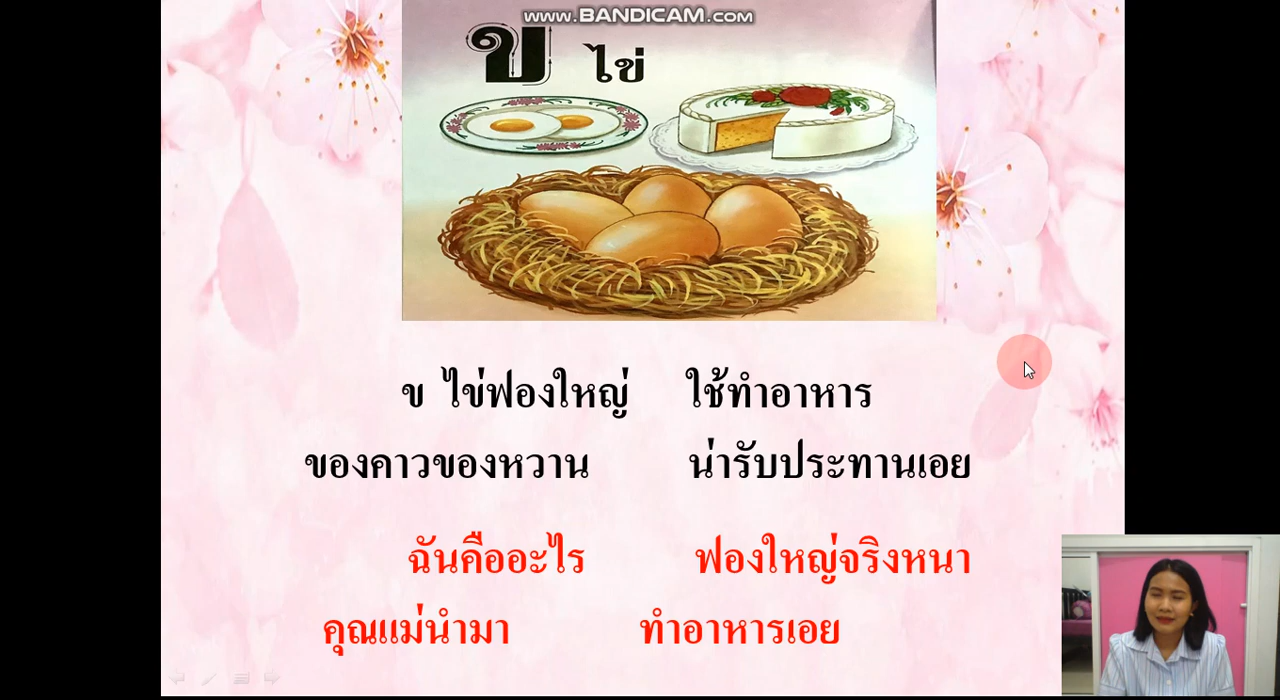 www.BANDICAM.com
ข ไข่
ข ไข่ฟองใหญ่ ใช้ทำอาหาร
ของคาวของหวาน น่ารับประทานเอย
ฉันคืออะไร ฟองใหญ่จริงหนา
คุณแม่นำมา ทำอาหารเอย